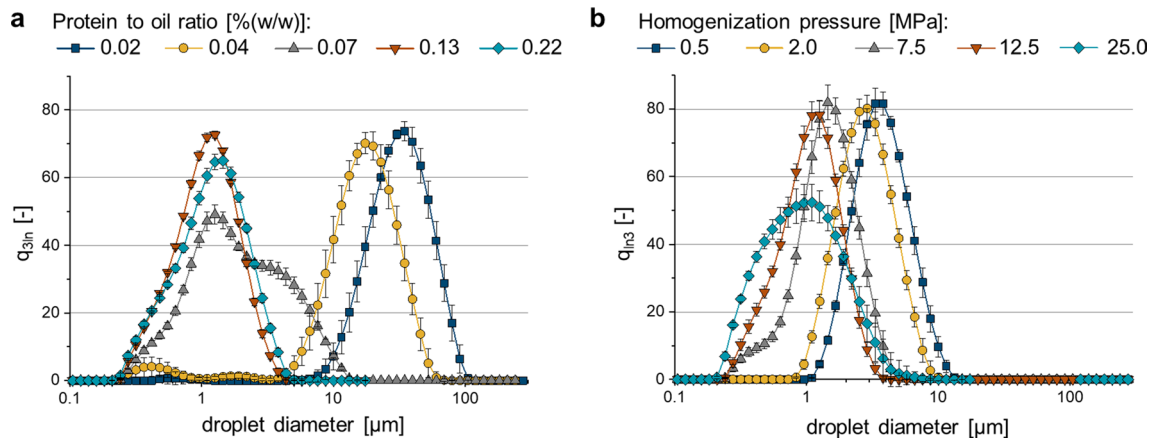 a Protein to oil ratio [%(w/w)]:
0.02 0.04 0.07 0.13 0.22
80
60
40
20
0
q3ln [-]
0.1 1 10 100
droplet diameter [µm]
b Homogenization pressure [MPa]:
0.5 2.0 7.5 12.5 25.0
80
60
40
20
0
qln3 [-]
0.1 1 10 100
droplet diameter [µm]